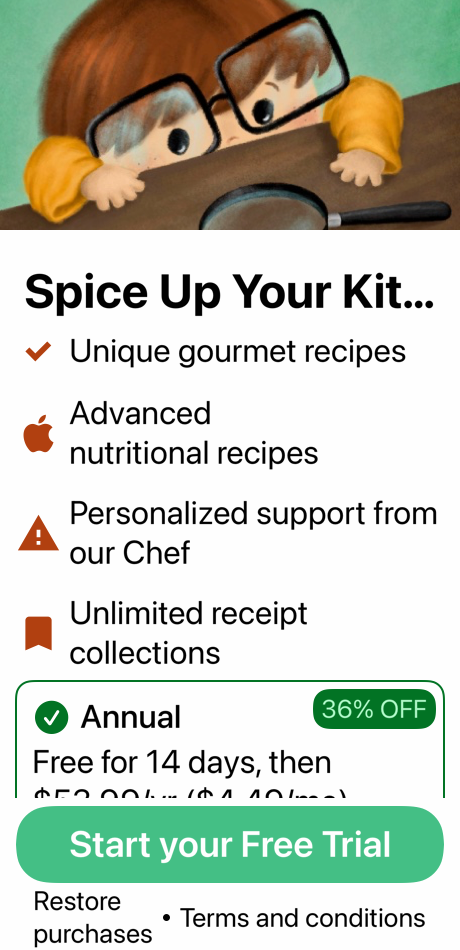 Spice Up Your Kit...
Unique gourmet recipes
Advanced
nutritional recipes
Personalized support from
our Chef
Unlimited receipt
collections
Annual
36% OFF
Free for 14 days, then
Start your Free Trial
Restore
purchases
• Terms and conditions